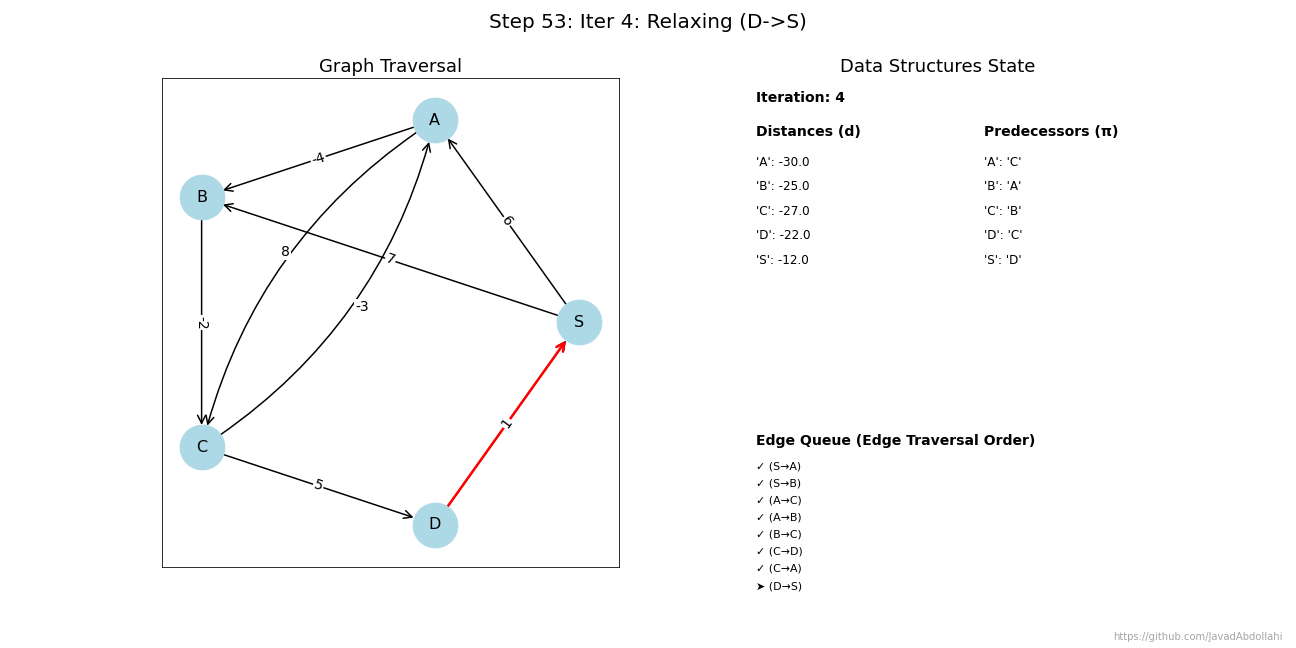 Step 53: Iter 4: Relaxing (D->S)
Graph Traversal
A
B
C
D
S
-4
8
-3
7
6
-2
5
1
Data Structures State
Iteration: 4
Distances (d)
'A': -30.0
'B': -25.0
'C': -27.0
'D': -22.0
'S': -12.0
Predecessors (π)
'A': 'C'
'B': 'A'
'C': 'B'
'D': 'C'
'S': 'D'
Edge Queue (Edge Traversal Order)
✓ (S→A)
✓ (S→B)
✓ (A→C)
✓ (A→B)
✓ (B→C)
✓ (C→D)
✓ (C→A)
➤ (D→S)
https://github.com/JavadAbdollahi